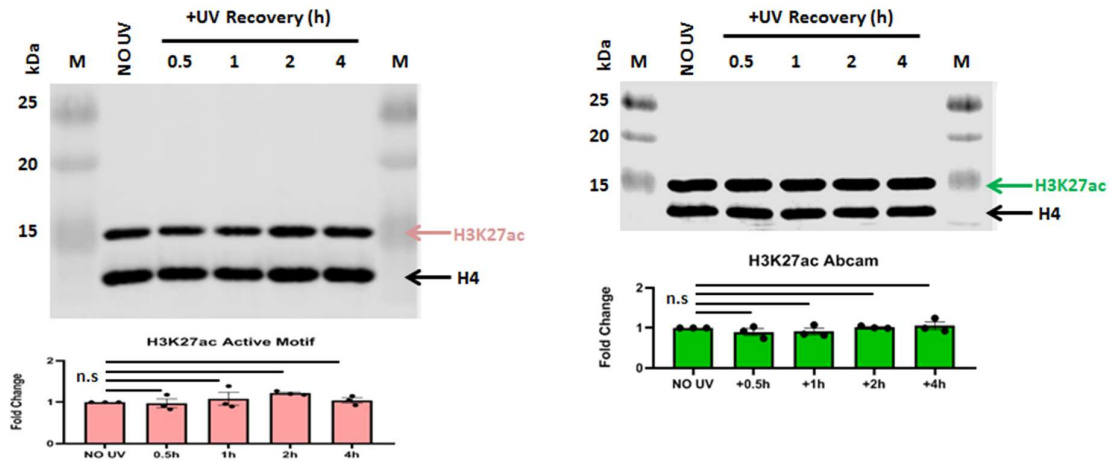 +UV Recovery (h)
kDa
M
NO UV
0.5
1
2
4
M
25
20
15
H3K27ac
H4
H3K27ac Active Motif
Fold Change
2
1
0
n.s
NO UV
0.5h
1h
2h
4h
+UV Recovery (h)
kDa
M
NO UV
0.5
1
2
4
M
25
20
15
H3K27ac
H4
H3K27ac Abcam
Fold Change
2
1
0
n.s
NO UV
+0.5h
+1h
+2h
+4h